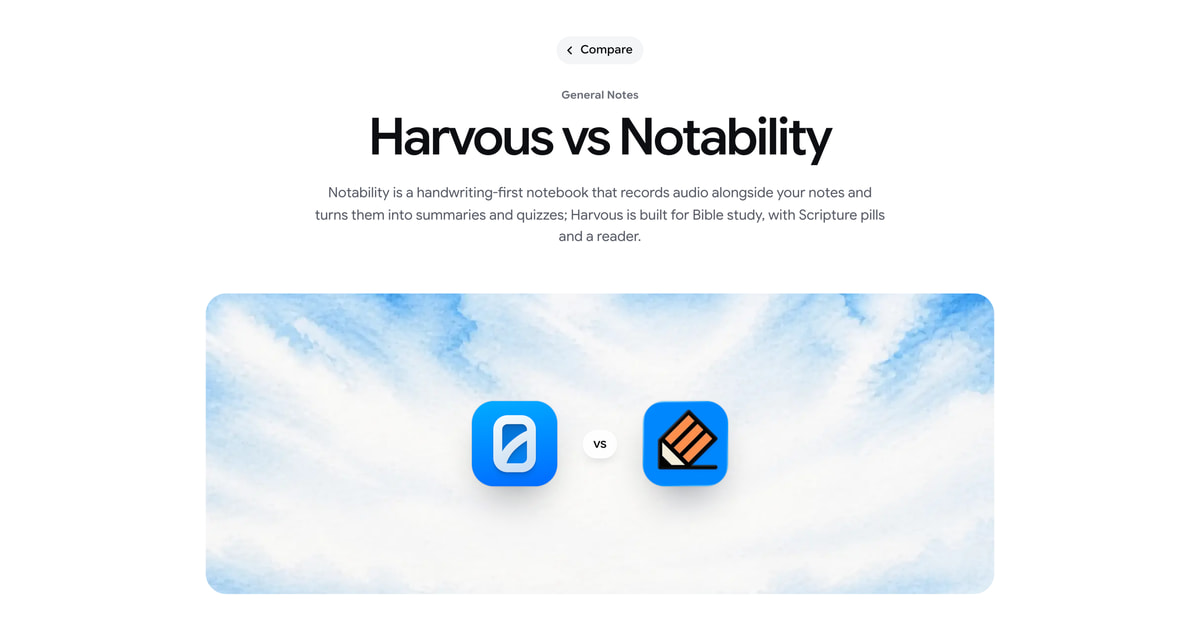 Compare
General Notes
Harvous vs Notability
Notability is a handwriting-first notebook that records audio alongside your notes and
turns them into summaries and quizzes; Harvous is built for Bible study, with Scripture pills
and a reader.
VS